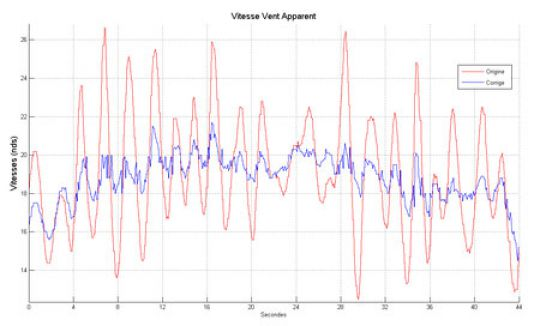 Vitesse Vent Apparent
Vitesses (nds)
26
24
22
20
18
16
14
Origine
Corrige
0 4 8 12 16 20 24 28 32 36 40 44
Secondes